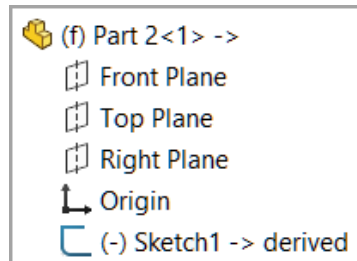 (f) Part 2<1> ->
Front Plane
Top Plane
Right Plane
Origin
(-) Sketch1 -> derived